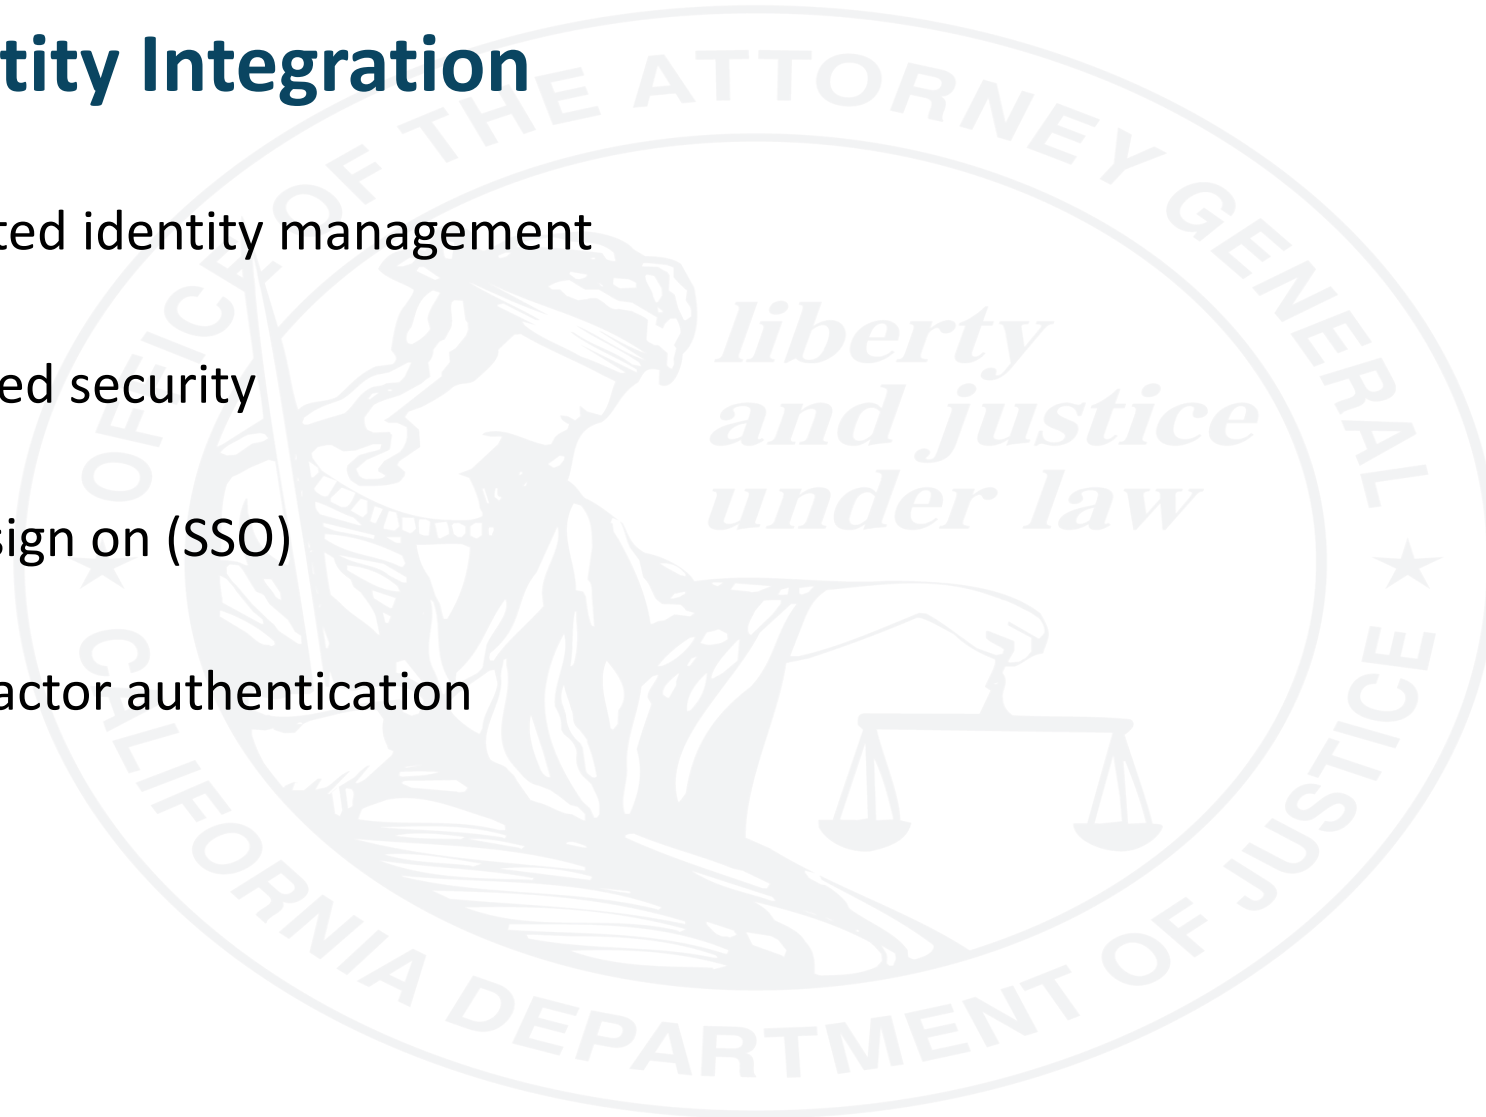 tity Integration
ted identity management
ed security
sign on (SSO)
actor authentication
OFFICE OF THE ATTORNEY GENERAL
liberty
and justice
under law
CALIFORNIA DEPARTMENT OF JUSTICE